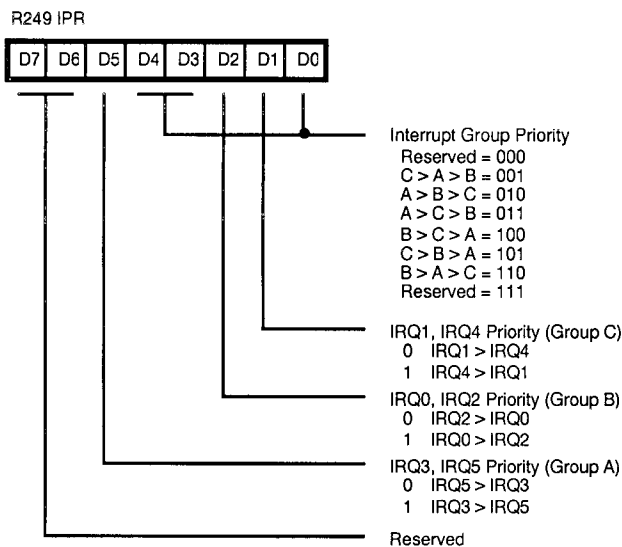 R249 IPR
D7 D6 D5 D4 D3 D2 D1 D0
Interrupt Group Priority
Reserved = 000
C > A > B = 001
A > B > C = 010
A > C > B = 011
B > C > A = 100
C > B > A = 101
B > A > C = 110
Reserved = 111
IRQ1, IRQ4 Priority (Group C)
0 IRQ1 > IRQ4
1 IRQ4 > IRQ1
IRQ0, IRQ2 Priority (Group B)
0 IRQ2 > IRQ0
1 IRQ0 > IRQ2
IRQ3, IRQ5 Priority (Group A)
0 IRQ5 > IRQ3
1 IRQ3 > IRQ5
Reserved